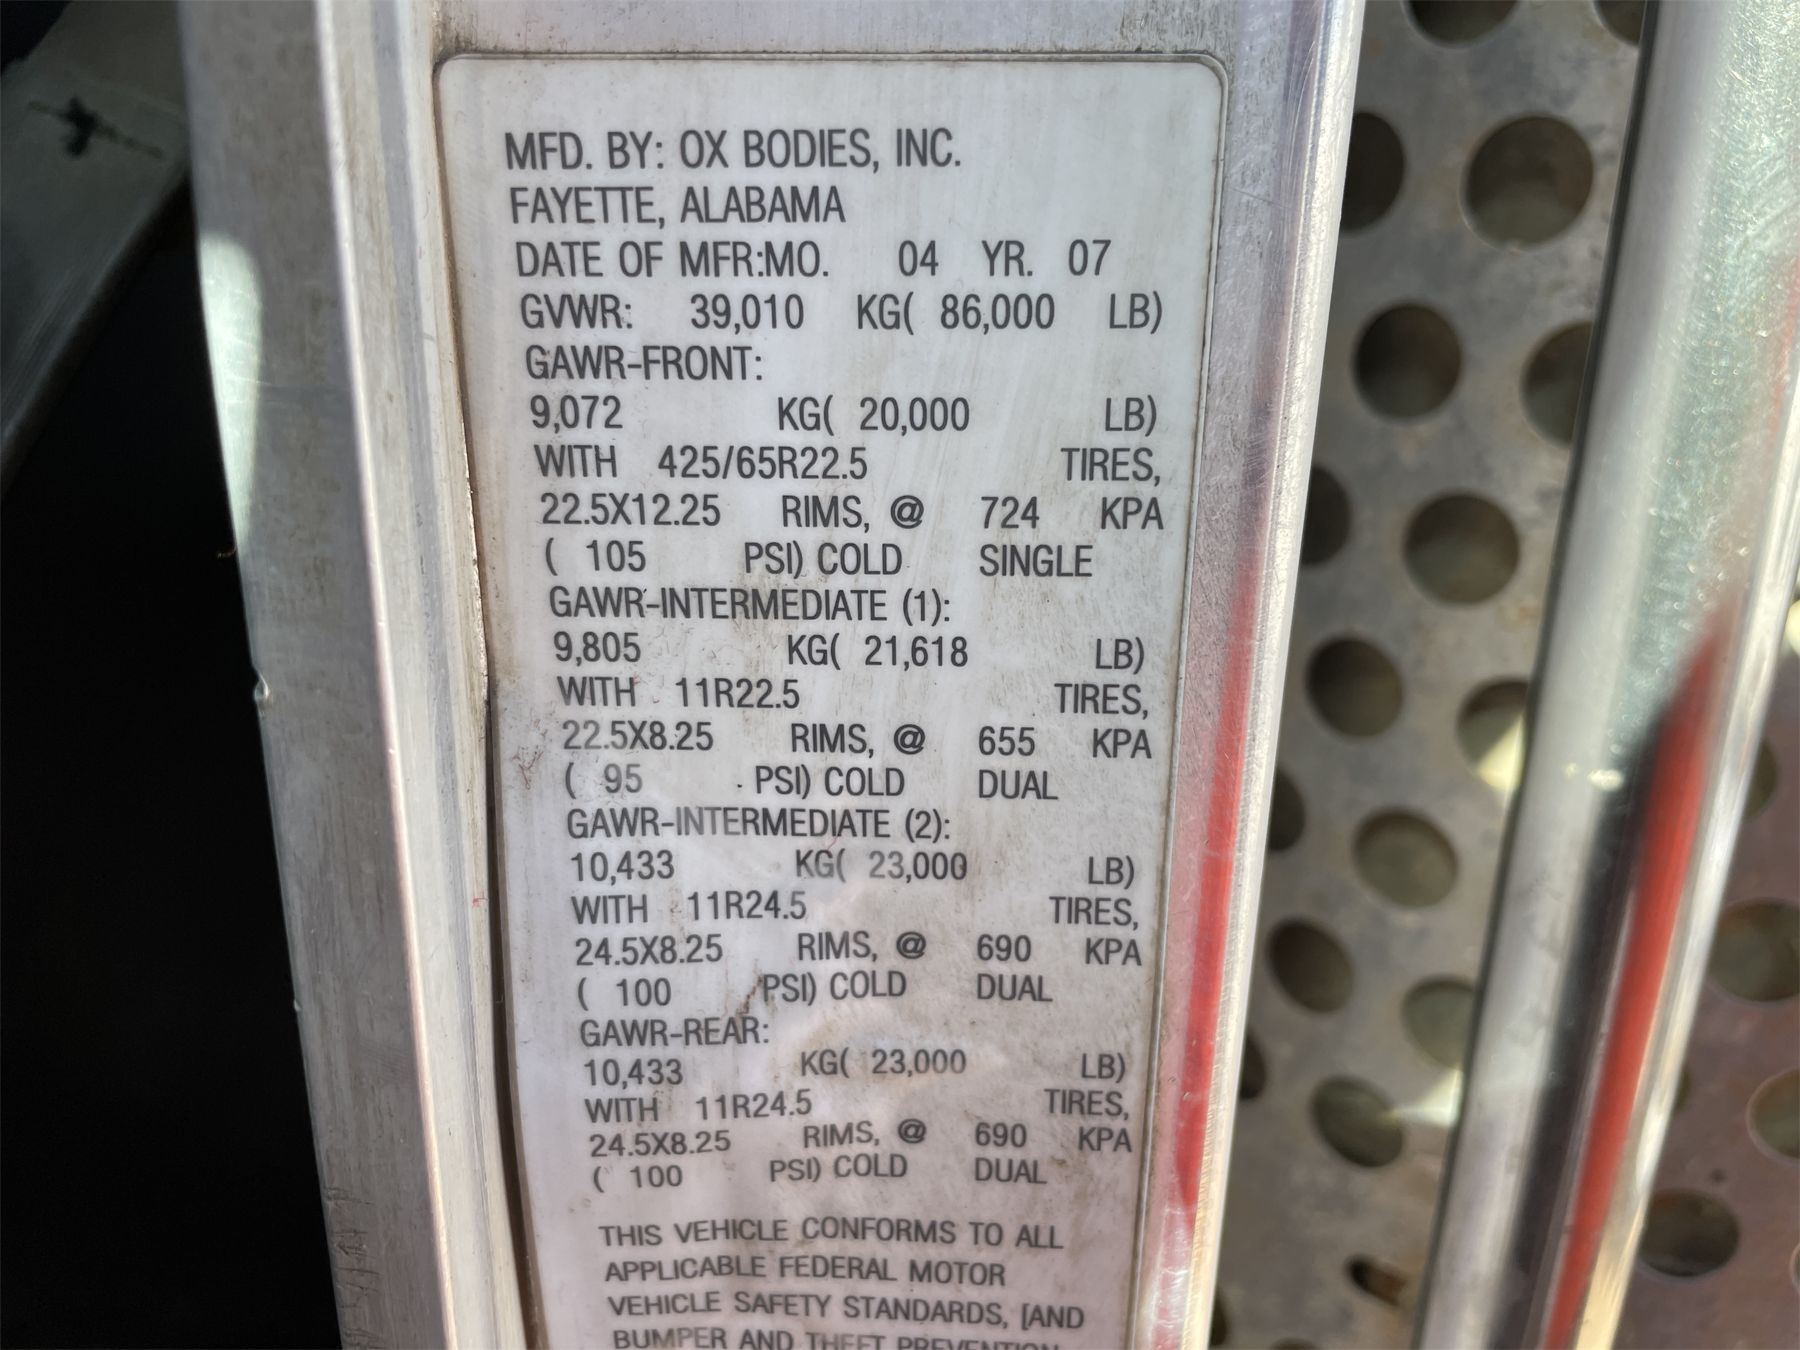 MFD. BY: OX BODIES, INC.
FAYETTE, ALABAMA
DATE OF MFR:MO. 04 YR. 07
GVWR: 39,010 KG( 86,000 LB)
GAWR-FRONT:
9,072 KG( 20,000 LB)
WITH 425/65R22.5 TIRES,
22.5X12.25 RIMS, @ 724 KPA
( 105 PSI) COLD SINGLE
GAWR-INTERMEDIATE (1):
9,805 KG( 21,618 LB)
WITH 11R22.5 TIRES,
22.5X8.25 RIMS, @ 655 KPA
( 95 PSI) COLD DUAL
GAWR-INTERMEDIATE (2):
10,433 KG( 23,000 LB)
WITH 11R24.5 TIRES,
24.5X8.25 RIMS, @ 690 KPA
( 100 PSI) COLD DUAL
GAWR-REAR:
10,433 KG( 23,000 LB)
WITH 11R24.5 TIRES,
24.5X8.25 RIMS, @ 690 KPA
( 100 PSI) COLD DUAL
THIS VEHICLE CONFORMS TO ALL
APPLICABLE FEDERAL MOTOR
VEHICLE SAFETY STANDARDS, [AND
BUMPER AND THEFT PREVENTION